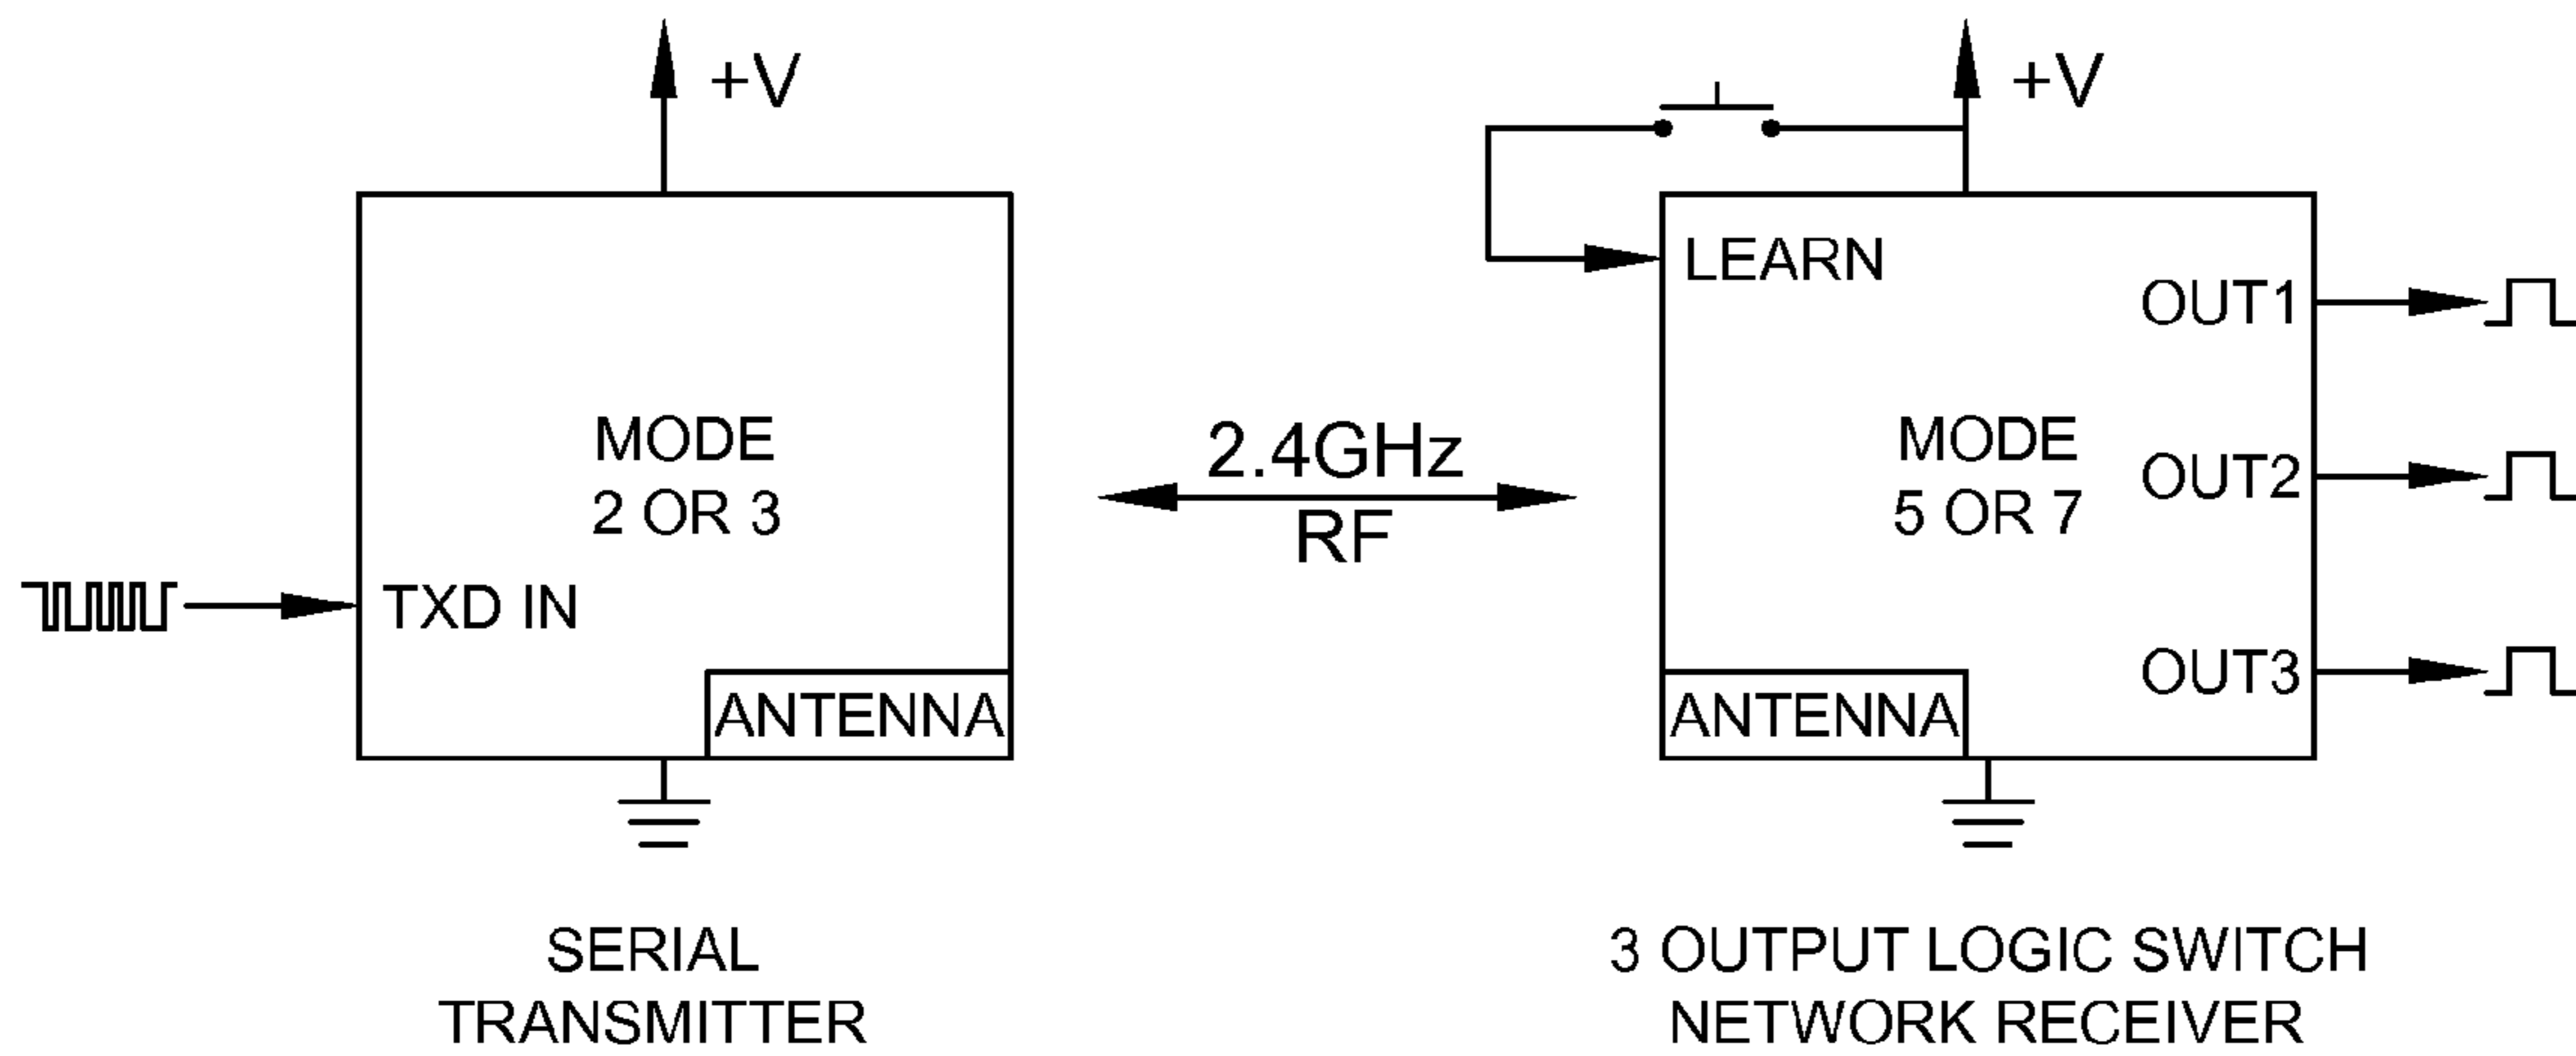 +V
MODE
2 OR 3
TXD IN
ANTENNA
SERIAL
TRANSMITTER
2.4GHz
RF
+V
LEARN
OUT1
MODE
5 OR 7
OUT2
OUT3
ANTENNA
3 OUTPUT LOGIC SWITCH
NETWORK RECEIVER